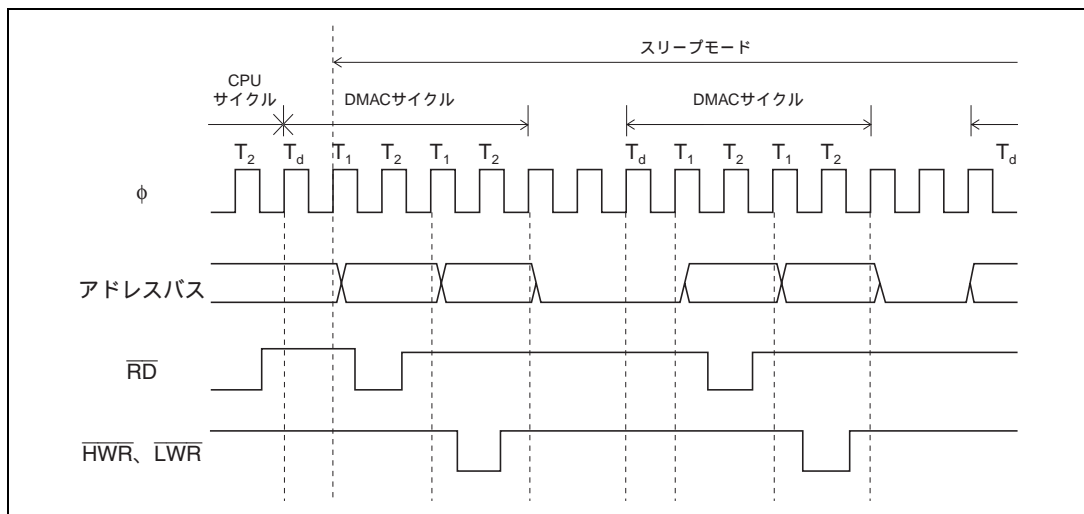 スリープモード
CPU
サイクル
DMACサイクル
DMACサイクル
T2 Td T1 T2 T1 T2 Td T1 T2 T1 T2 Td
φ
アドレスバス
RD
HWR、LWR